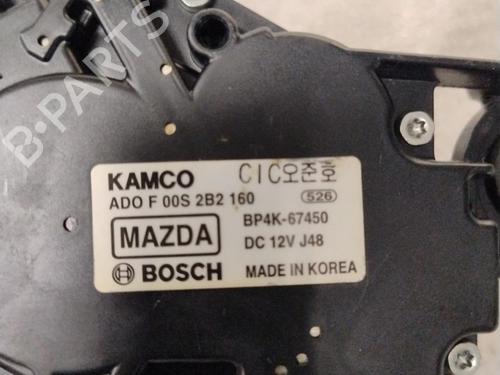 B-PARTS
KAMCO CIC오준호
ADO F 00S 2B2 160 526
MAZDA BP4K-67450
DC 12V J48
BOSCH MADE IN KOREA